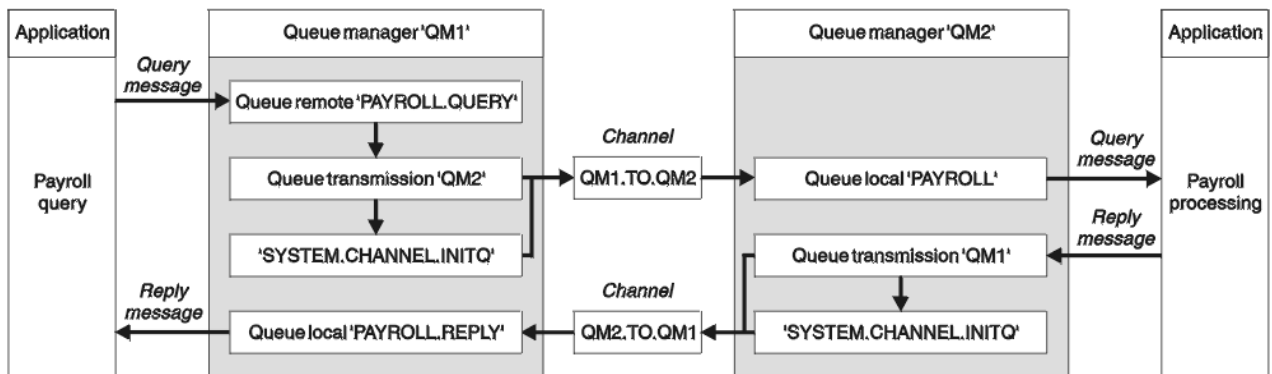 Application
Queue manager 'QM1'
Queue manager 'QM2'
Application
Query
message
Queue remote 'PAYROLL.QUERY'
Channel
Query
message
Payroll
query
Queue transmission 'QM2'
QM1.TO.QM2
Queue local 'PAYROLL'
Payroll
processing
Reply
message
'SYSTEM.CHANNEL.INITQ'
Queue transmission 'QM1'
Reply
message
Channel
Queue local 'PAYROLL.REPLY'
QM2.TO.QM1
'SYSTEM.CHANNEL.INITQ'